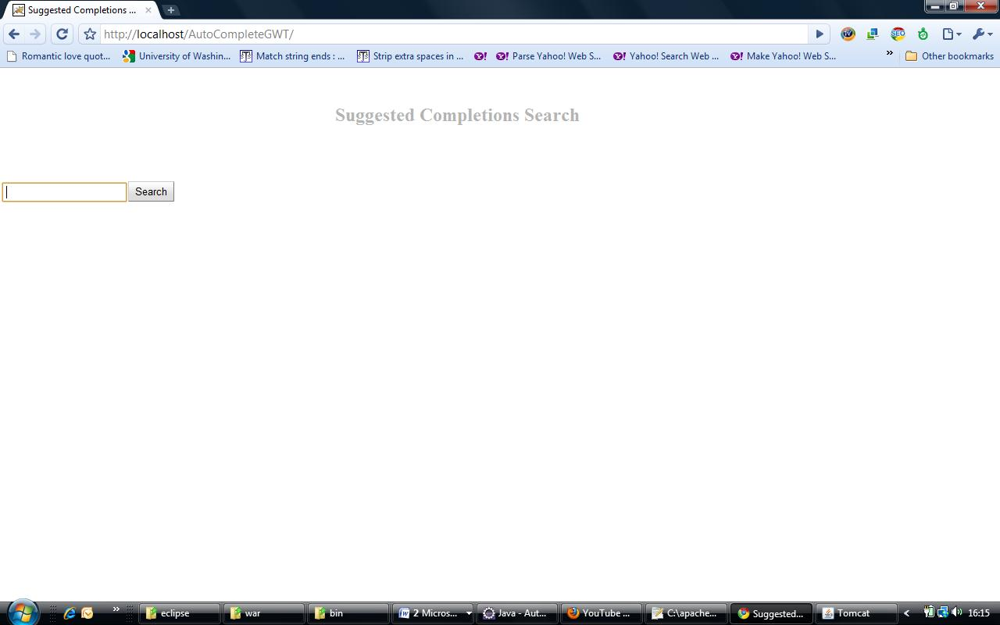 Suggested Completions ...
http://localhost/AutoCompleteGWT/
Romantic love quot... University of Washin... Match string ends : ... Strip extra spaces in ... Y! Y! Parse Yahoo! Web S... Y! Yahoo! Search Web ... Y! Make Yahoo! Web S... » Other bookmarks
Suggested Completions Search
Search
» eclipse war bin 2 Micros... Java - Aut... YouTube ... C:\apache... Suggested... Tomcat 16:15